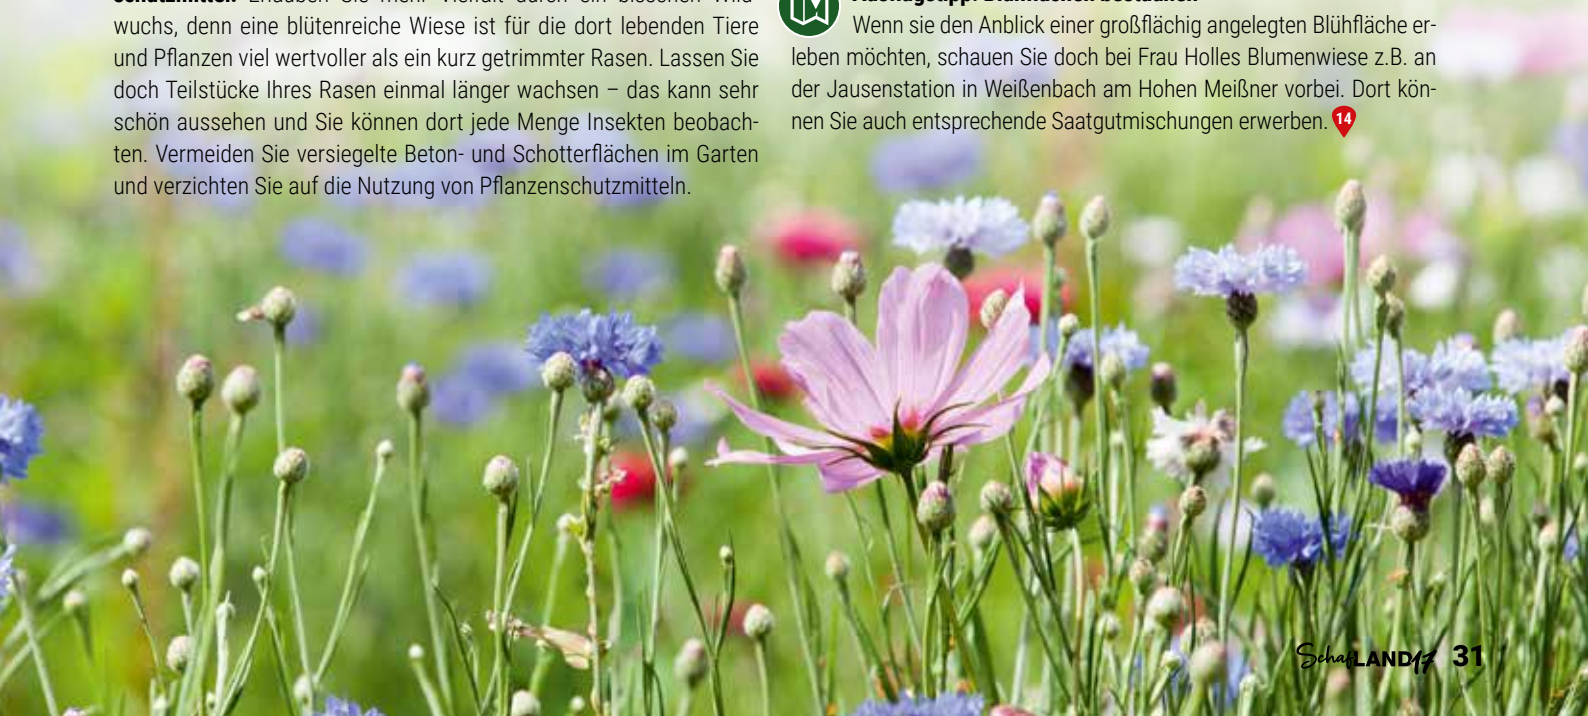 wuchs, denn eine blütenreiche Wiese ist für die dort lebenden Tiere
und Pflanzen viel wertvoller als ein kurz getrimmter Rasen. Lassen Sie
doch Teilstücke Ihres Rasen einmal länger wachsen – das kann sehr
schön aussehen und Sie können dort jede Menge Insekten beobach-
ten. Vermeiden Sie versiegelte Beton- und Schotterflächen im Garten
und verzichten Sie auf die Nutzung von Pflanzenschutzmitteln.
Wenn sie den Anblick einer großflächig angelegten Blühfläche er-
leben möchten, schauen Sie doch bei Frau Holles Blumenwiese z.B. an
der Jausenstation in Weißenbach am Hohen Meißner vorbei. Dort kön-
nen Sie auch entsprechende Saatgutmischungen erwerben. 14
SchafLAND17 31